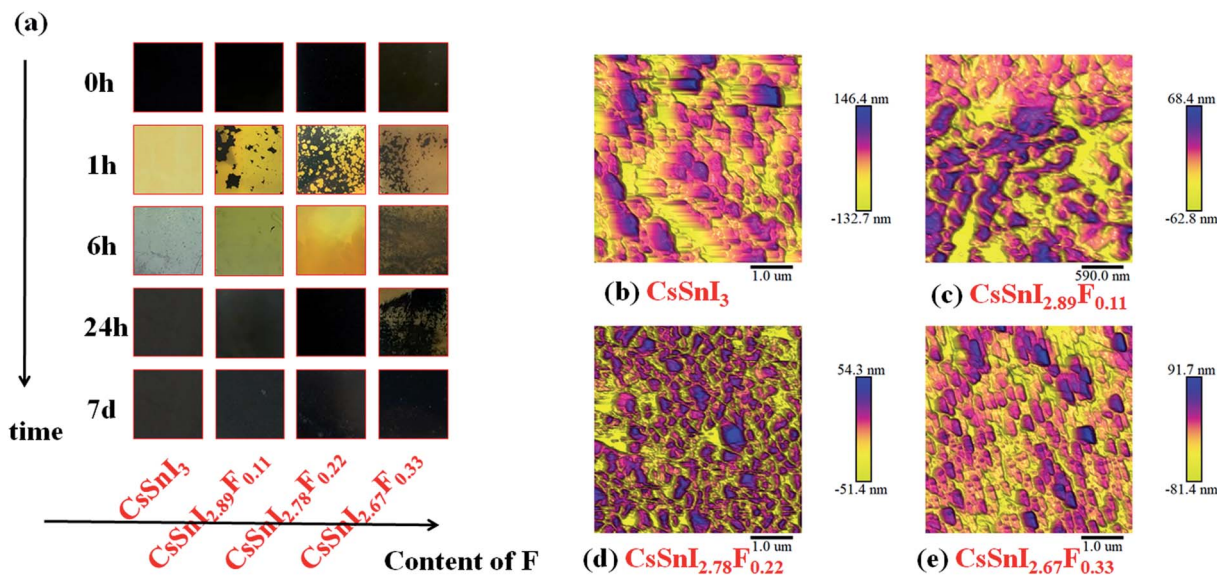 (a)
0h
1h
6h
24h
7d
time
CsSnI3
CsSnI2.89F0.11
CsSnI2.78F0.22
CsSnI2.67F0.33
Content of F
146.4 nm
-132.7 nm
1.0 um
(b) CsSnI3
68.4 nm
-62.8 nm
590.0 nm
(c) CsSnI2.89F0.11
54.3 nm
-51.4 nm
1.0 um
(d) CsSnI2.78F0.22
91.7 nm
-81.4 nm
1.0 um
(e) CsSnI2.67F0.33